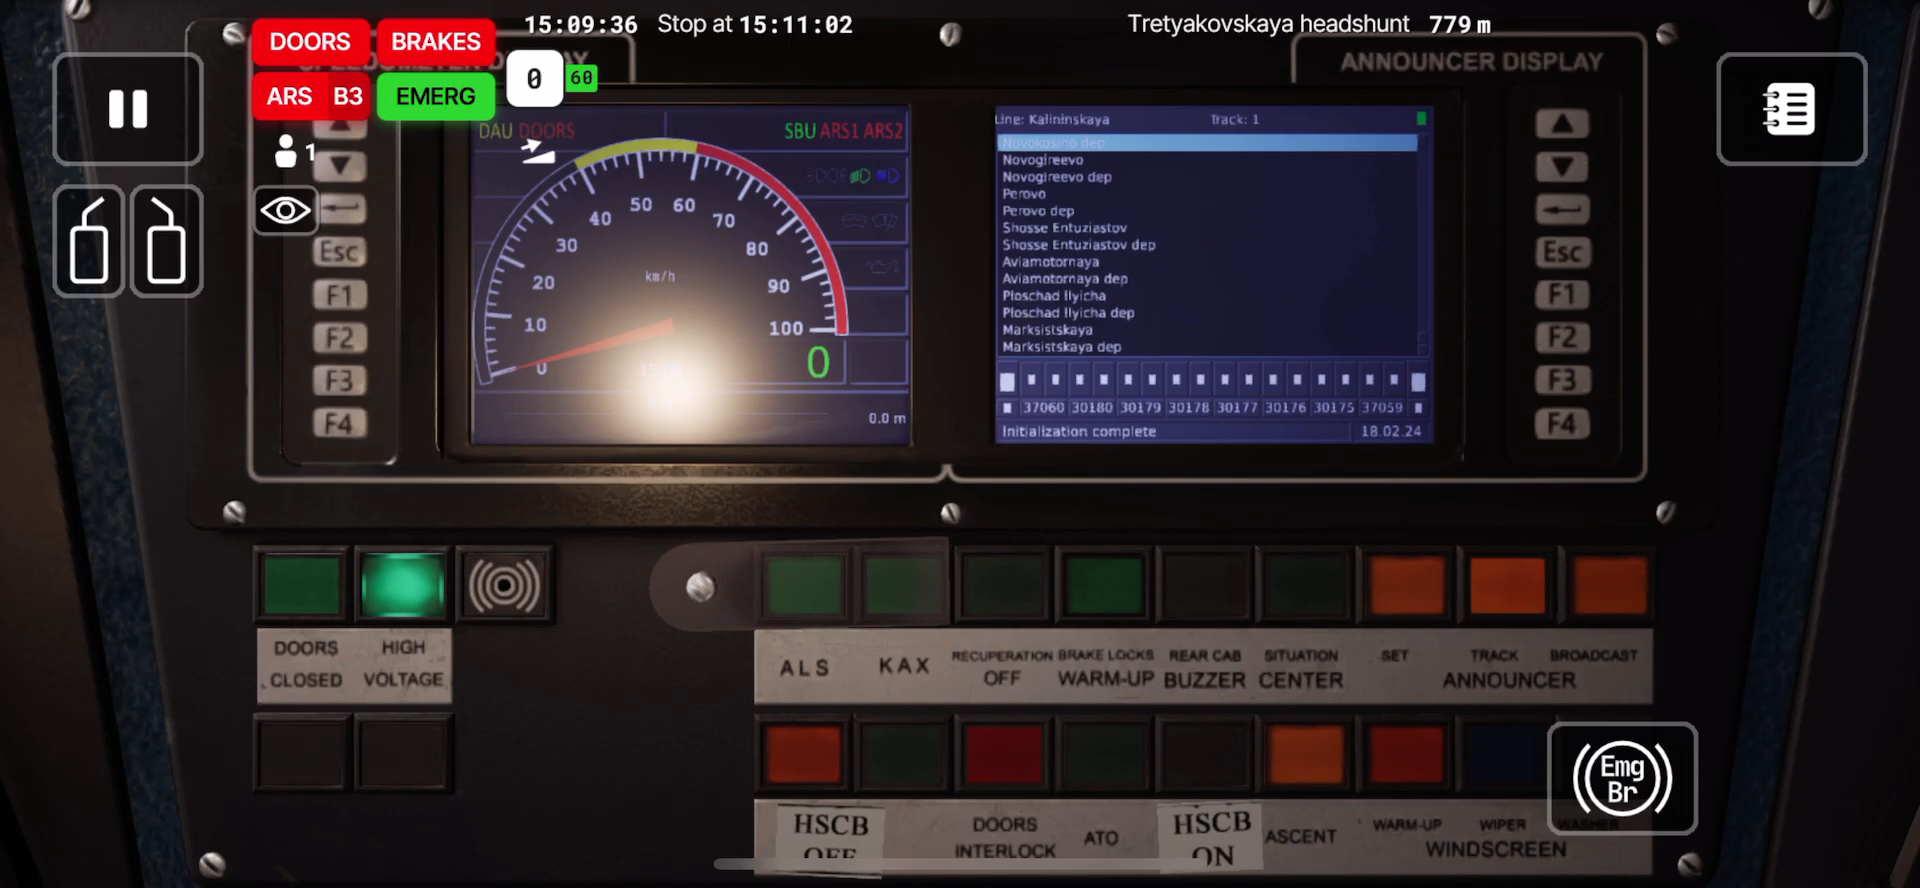 15:09:36 Stop at 15:11:02
Tretyakovskaya headshunt 779 m
DOORS BRAKES
ARS B3 EMERG
0 60
1
ANNOUNCER DISPLAY
Esc
F1
F2
F3
F4
DAU DOORS
SBU ARS1 ARS2
0 10 20 30 40 50 60 70 80 90 100
km/h
0
0.0 m
Line: Kalininskaya Track: 1
Novokosino dep
Novogireevo
Novogireevo dep
Perovo
Perovo dep
Shosse Entuziastov
Shosse Entuziastov dep
Aviamotornaya
Aviamotornaya dep
Ploschad Ilyicha
Ploschad Ilyicha dep
Marksistskaya
Marksistskaya dep
37060 30180 30179 30178 30177 30176 30175 37059
Initialization complete 18.02.24
Esc
F1
F2
F3
F4
DOORS CLOSED
HIGH VOLTAGE
ALS
KAX
RECUPERATION OFF
BRAKE LOCKS WARM-UP
REAR CAB BUZZER
SITUATION CENTER
SET TRACK BROADCAST
ANNOUNCER
HSCB OFF
DOORS INTERLOCK
ATO
HSCB ON
ASCENT
WARM-UP WIPER WASHER
WINDSCREEN
Emg
Br